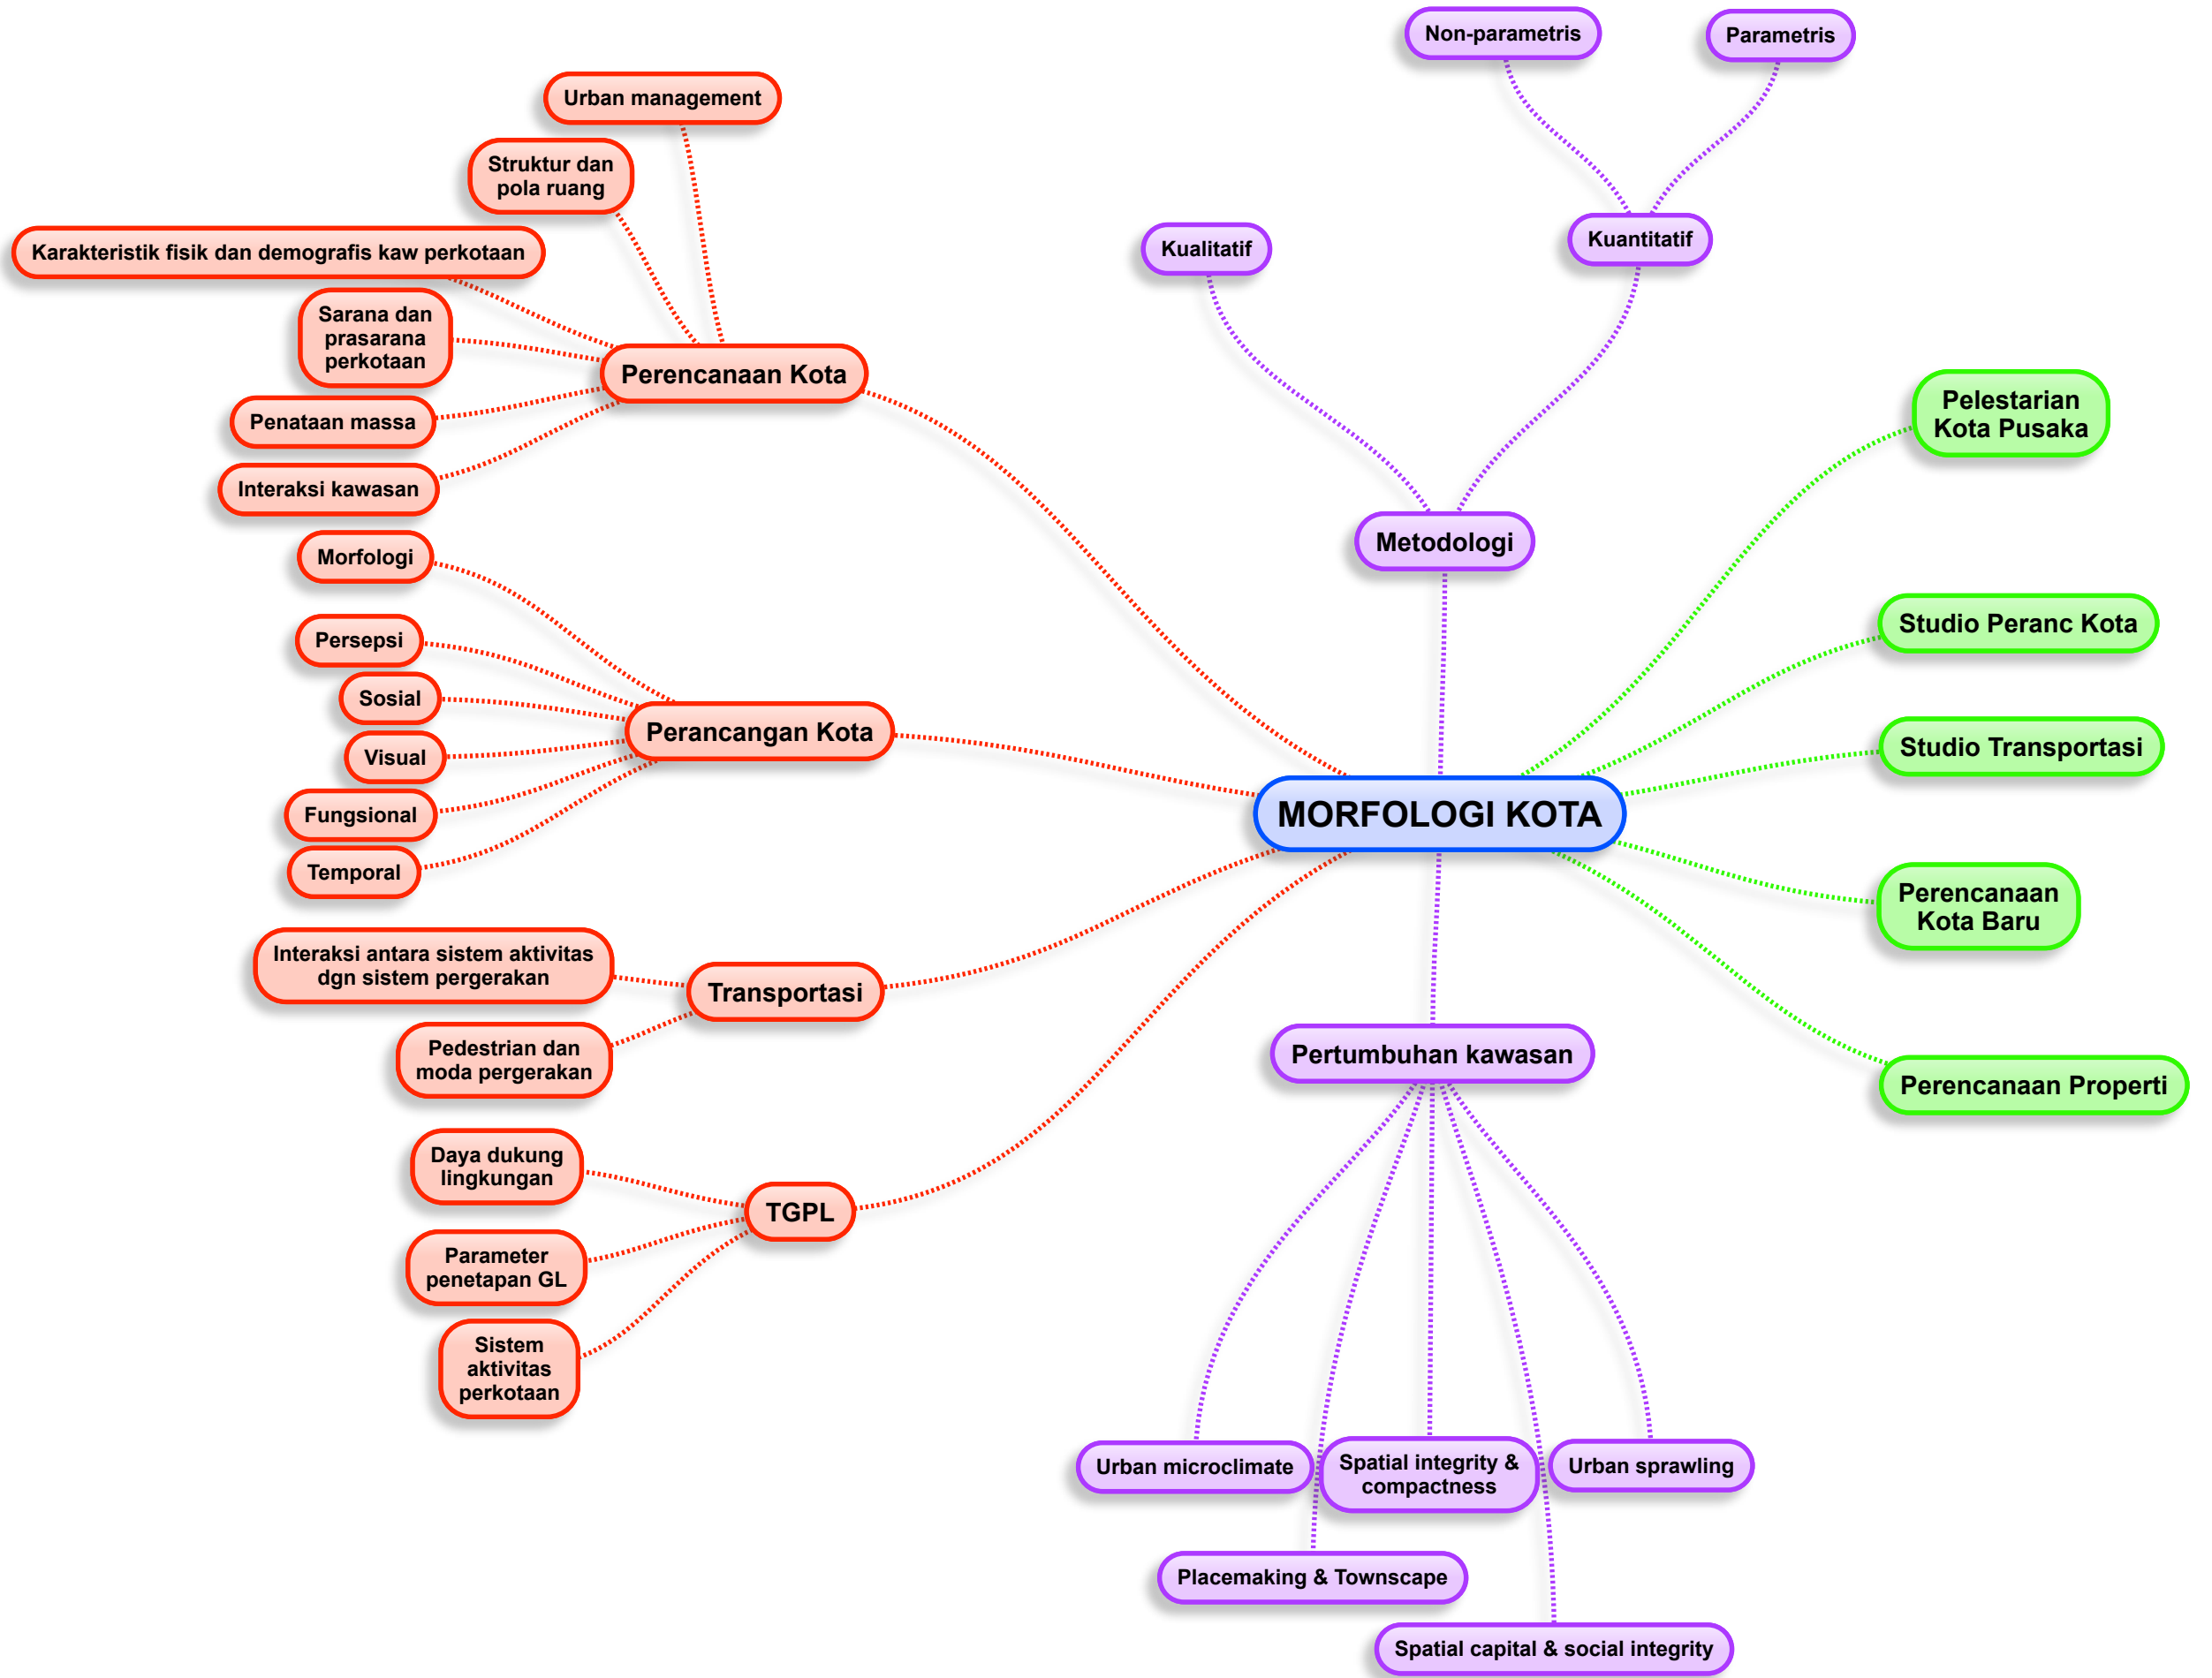 Non-parametris
Parametris
Urban management
Struktur dan
pola ruang
Karakteristik fisik dan demografis kaw perkotaan
Sarana dan
prasarana
perkotaan
Penataan massa
Interaksi kawasan
Perencanaan Kota
Kualitatif
Kuantitatif
Metodologi
Pelestarian
Kota Pusaka
Studio Peranc Kota
Studio Transportasi
Perencanaan
Kota Baru
Perencanaan Properti
Morfologi
Persepsi
Sosial
Visual
Fungsional
Temporal
Perancangan Kota
MORFOLOGI KOTA
Interaksi antara sistem aktivitas
dgn sistem pergerakan
Pedestrian dan
moda pergerakan
Transportasi
Daya dukung
lingkungan
Parameter
penetapan GL
Sistem
aktivitas
perkotaan
TGPL
Pertumbuhan kawasan
Urban microclimate
Spatial integrity &
compactness
Urban sprawling
Placemaking & Townscape
Spatial capital & social integrity